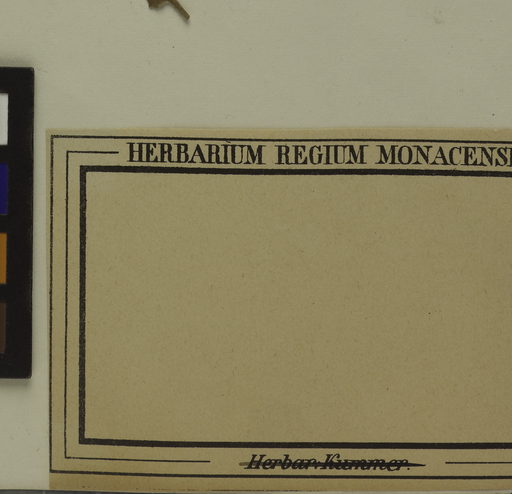 HERBARIUM REGIUM MONACENSE
Herbar. Kummer.